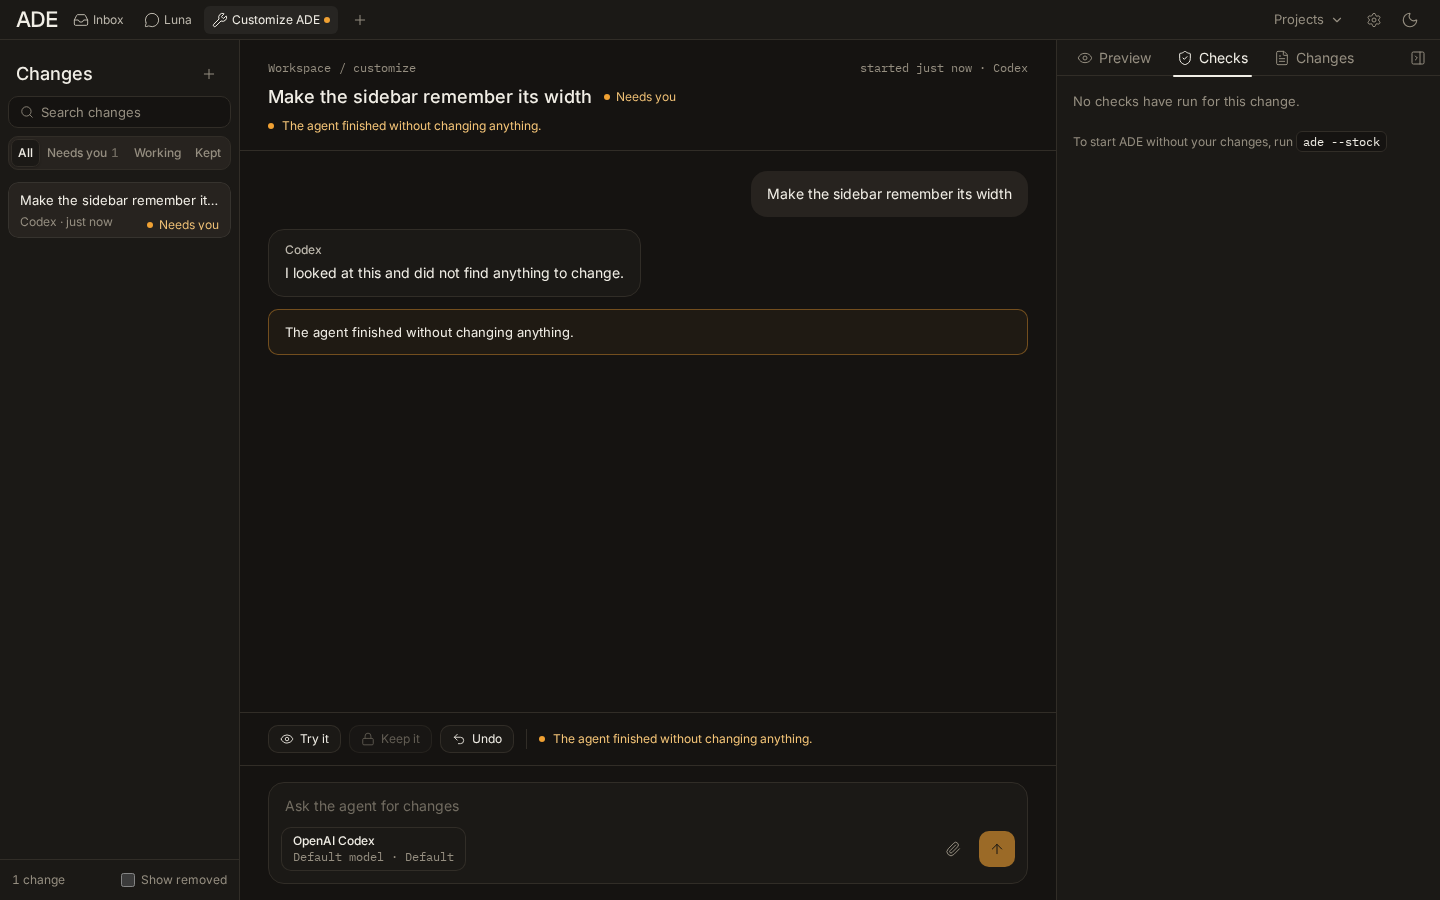 ADE
Inbox
Luna
Customize ADE
Projects
Changes
Search changes
All
Needs you 1
Working
Kept
Make the sidebar remember it...
Codex · just now
Needs you
1 change
Show removed
Workspace / customize
started just now · Codex
Make the sidebar remember its width
Needs you
The agent finished without changing anything.
Make the sidebar remember its width
Codex
I looked at this and did not find anything to change.
The agent finished without changing anything.
Try it
Keep it
Undo
The agent finished without changing anything.
Ask the agent for changes
OpenAI Codex
Default model · Default
Preview
Checks
Changes
No checks have run for this change.
To start ADE without your changes, run ade --stock